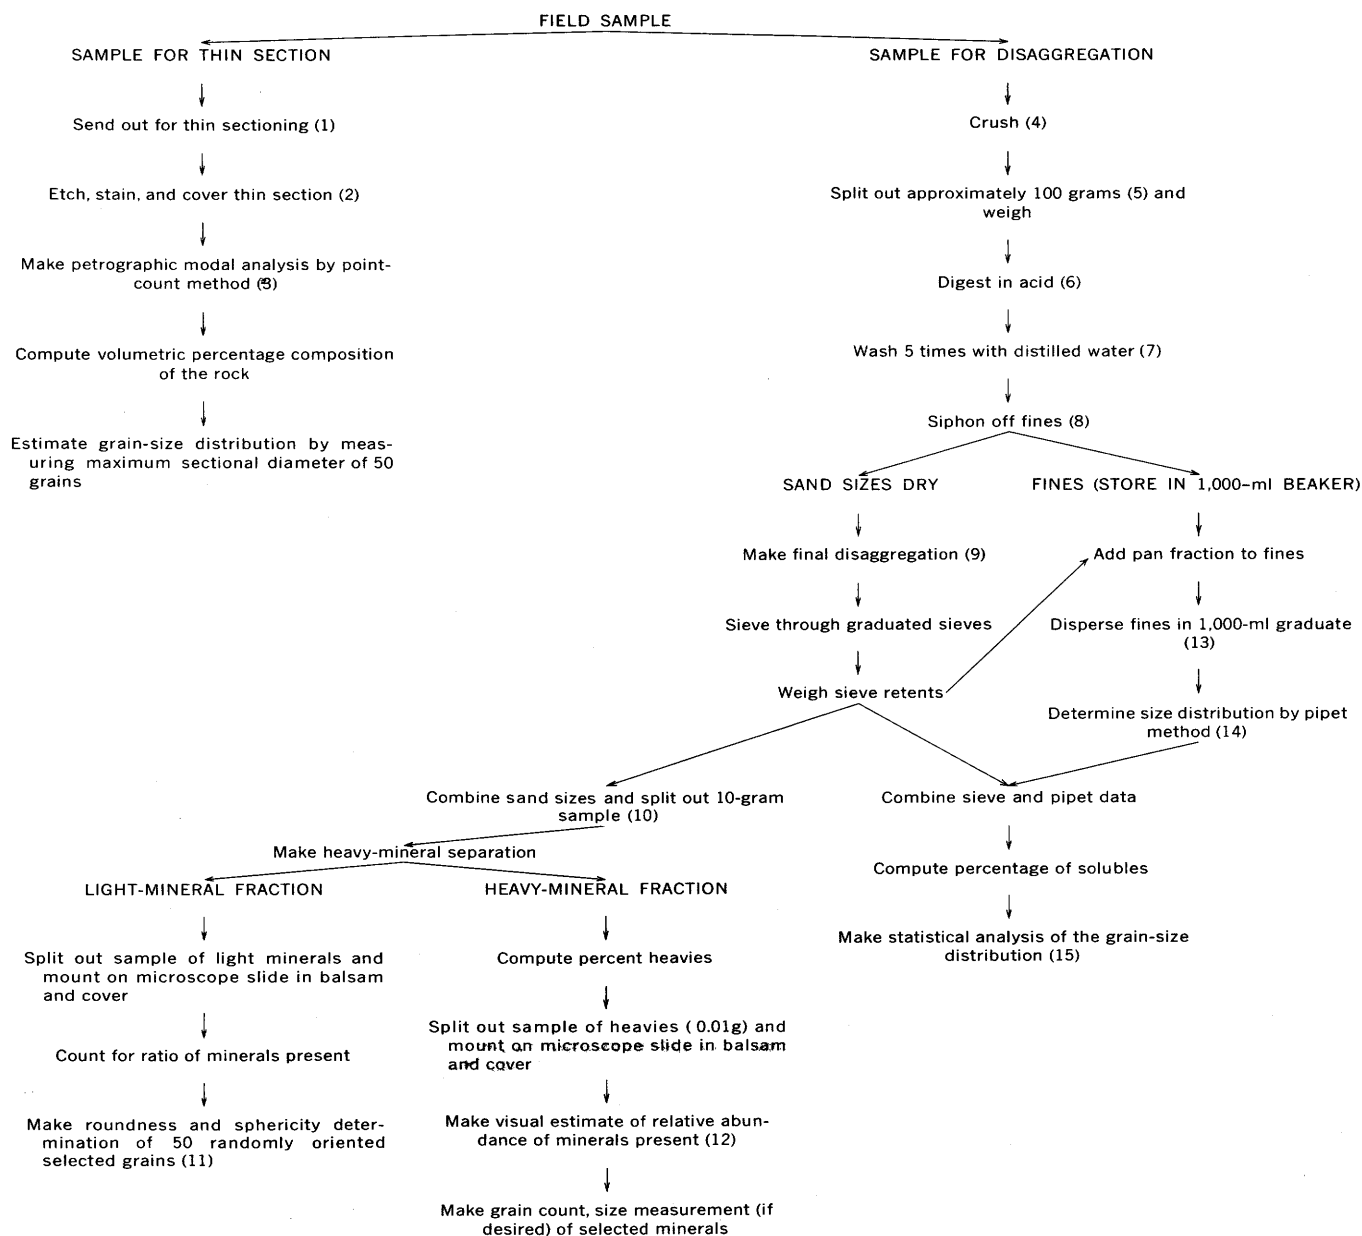 FIELD SAMPLE
SAMPLE FOR THIN SECTION
Send out for thin sectioning (1)
Etch, stain, and cover thin section (2)
Make petrographic modal analysis by point-
count method (3)
Compute volumetric percentage composition
of the rock
Estimate grain-size distribution by meas-
uring maximum sectional diameter of 50
grains
SAMPLE FOR DISAGGREGATION
Crush (4)
Split out approximately 100 grams (5) and
weigh
Digest in acid (6)
Wash 5 times with distilled water (7)
Siphon off fines (8)
SAND SIZES DRY
Make final disaggregation (9)
Sieve through graduated sieves
Weigh sieve retents
FINES (STORE IN 1,000-ml BEAKER)
Add pan fraction to fines
Disperse fines in 1,000-ml graduate
(13)
Determine size distribution by pipet
method (14)
Combine sand sizes and split out 10-gram
sample (10)
Make heavy-mineral separation
LIGHT-MINERAL FRACTION
Split out sample of light minerals and
mount on microscope slide in balsam
and cover
Count for ratio of minerals present
Make roundness and sphericity deter-
mination of 50 randomly oriented
selected grains (11)
HEAVY-MINERAL FRACTION
Compute percent heavies
Split out sample of heavies (0.01g) and
mount on microscope slide in balsam
and cover
Make visual estimate of relative abun-
dance of minerals present (12)
Make grain count, size measurement (if
desired) of selected minerals
Combine sieve and pipet data
Compute percentage of solubles
Make statistical analysis of the grain-size
distribution (15)